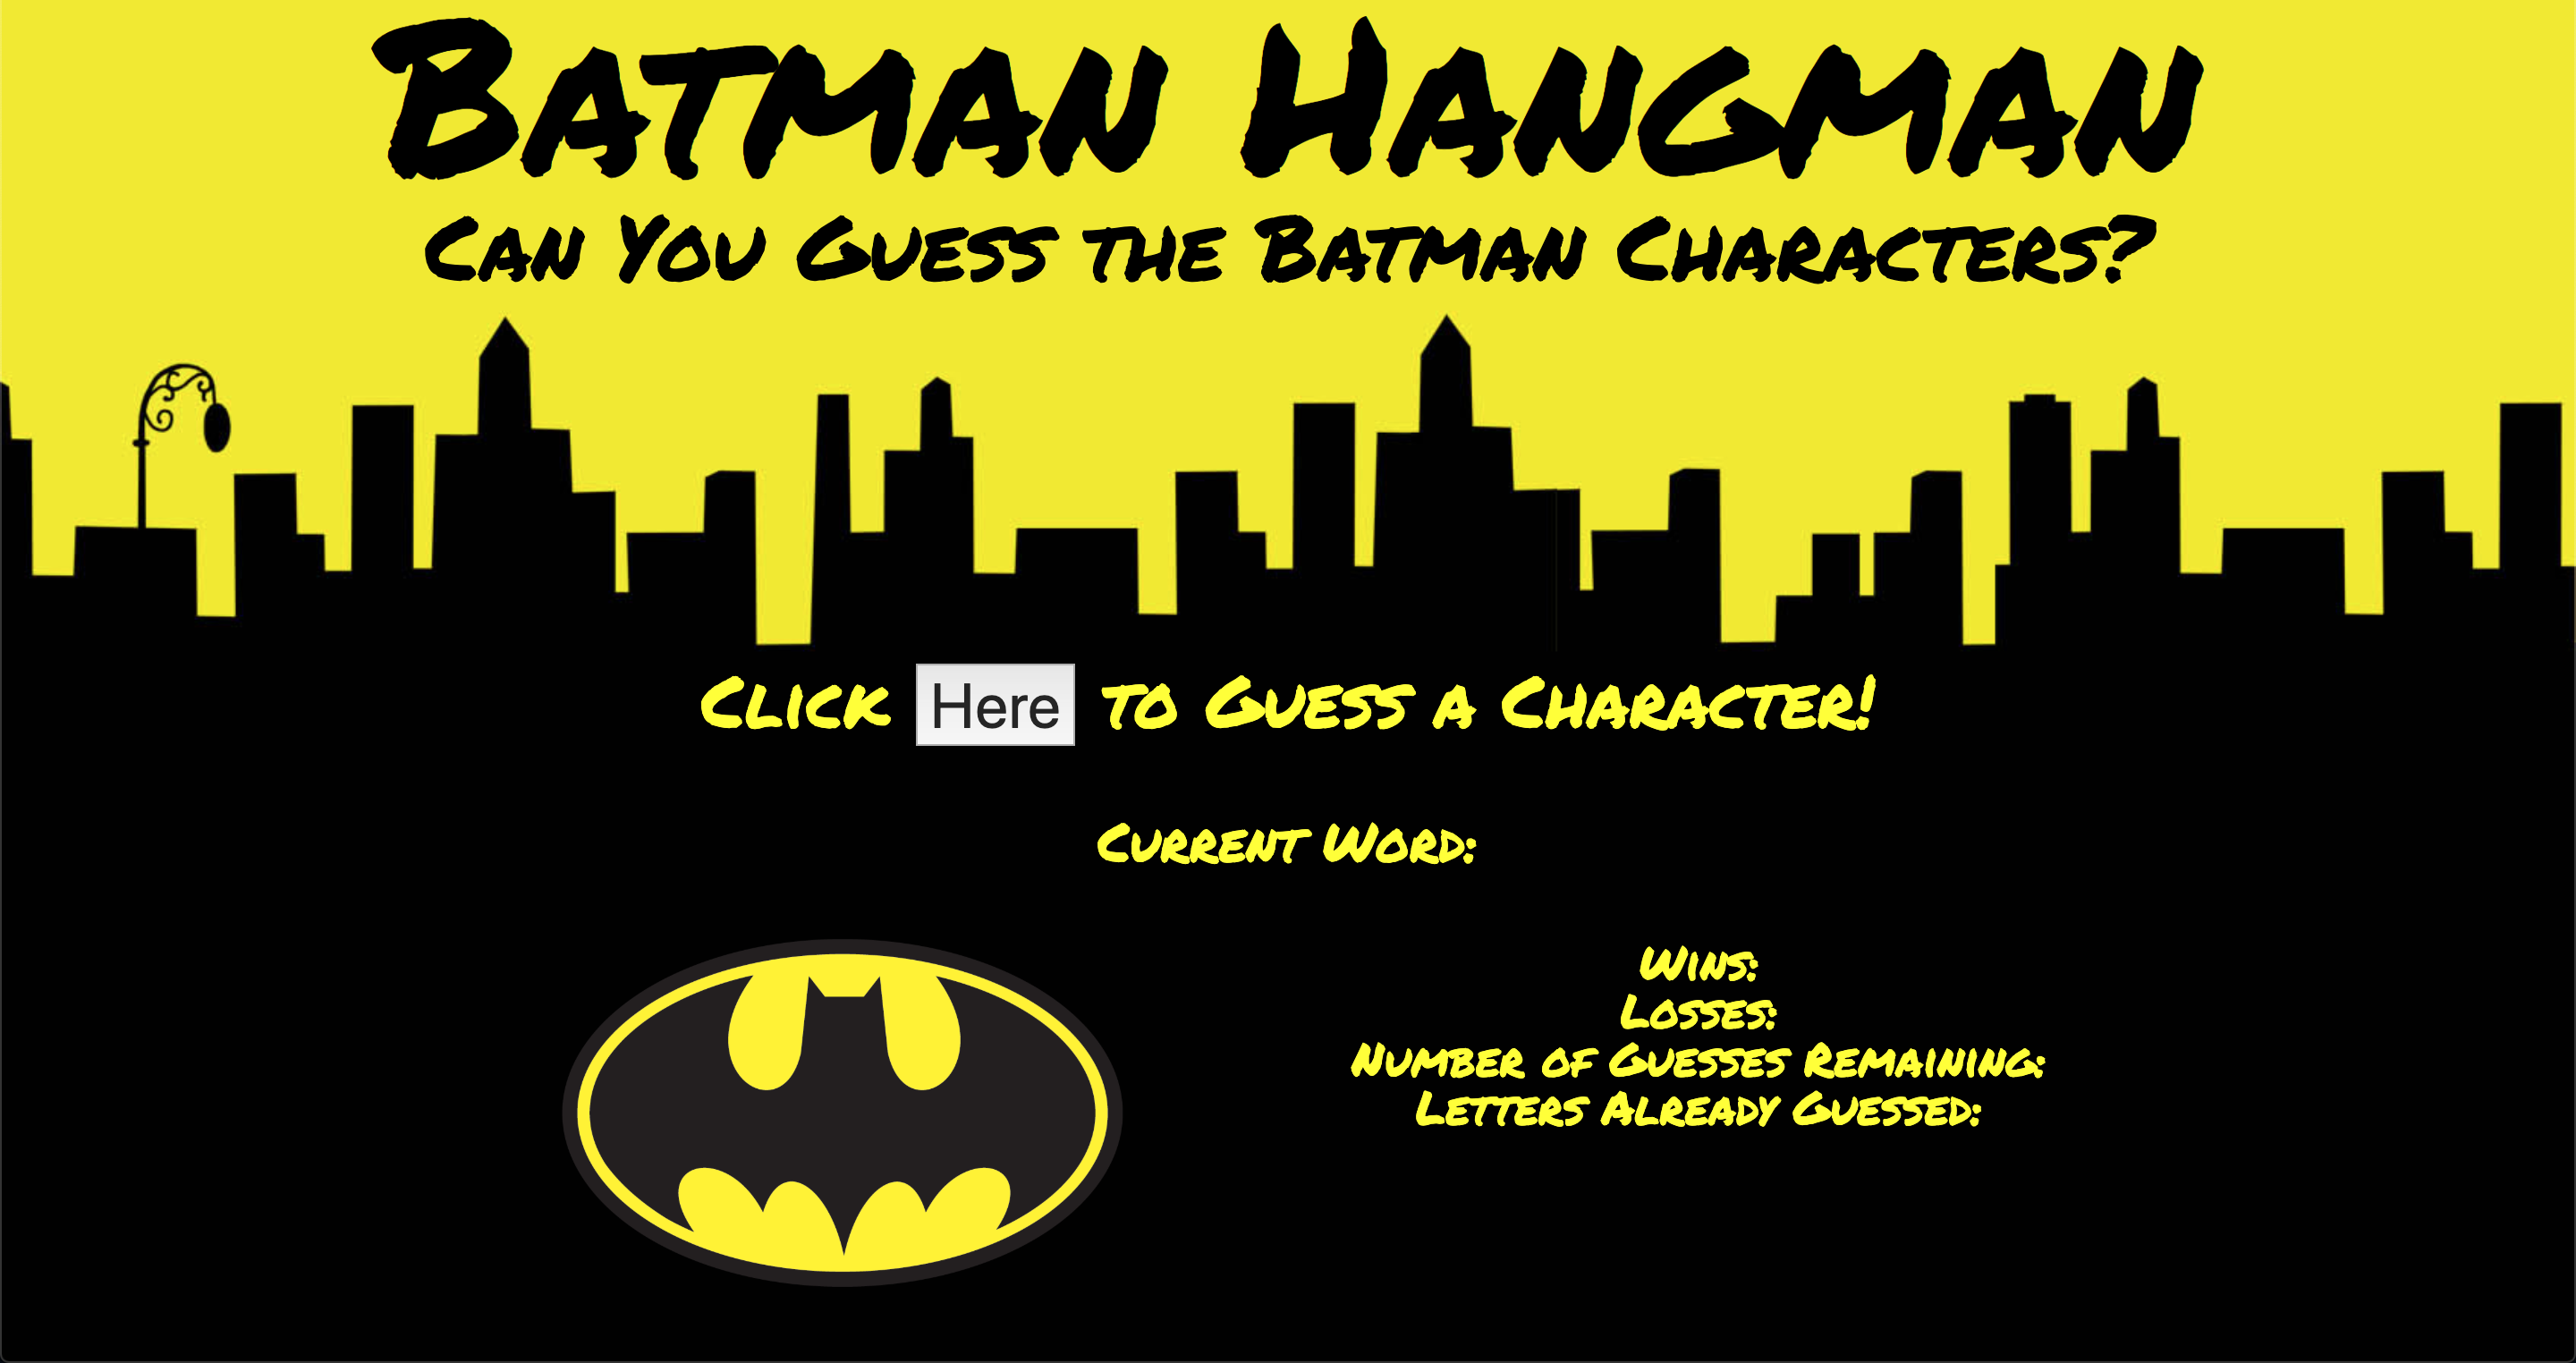 Batman Hangman
Can You Guess the Batman Characters?
Click Here to Guess a Character!
Current Word:
Wins:
Losses:
Number of Guesses Remaining:
Letters Already Guessed: